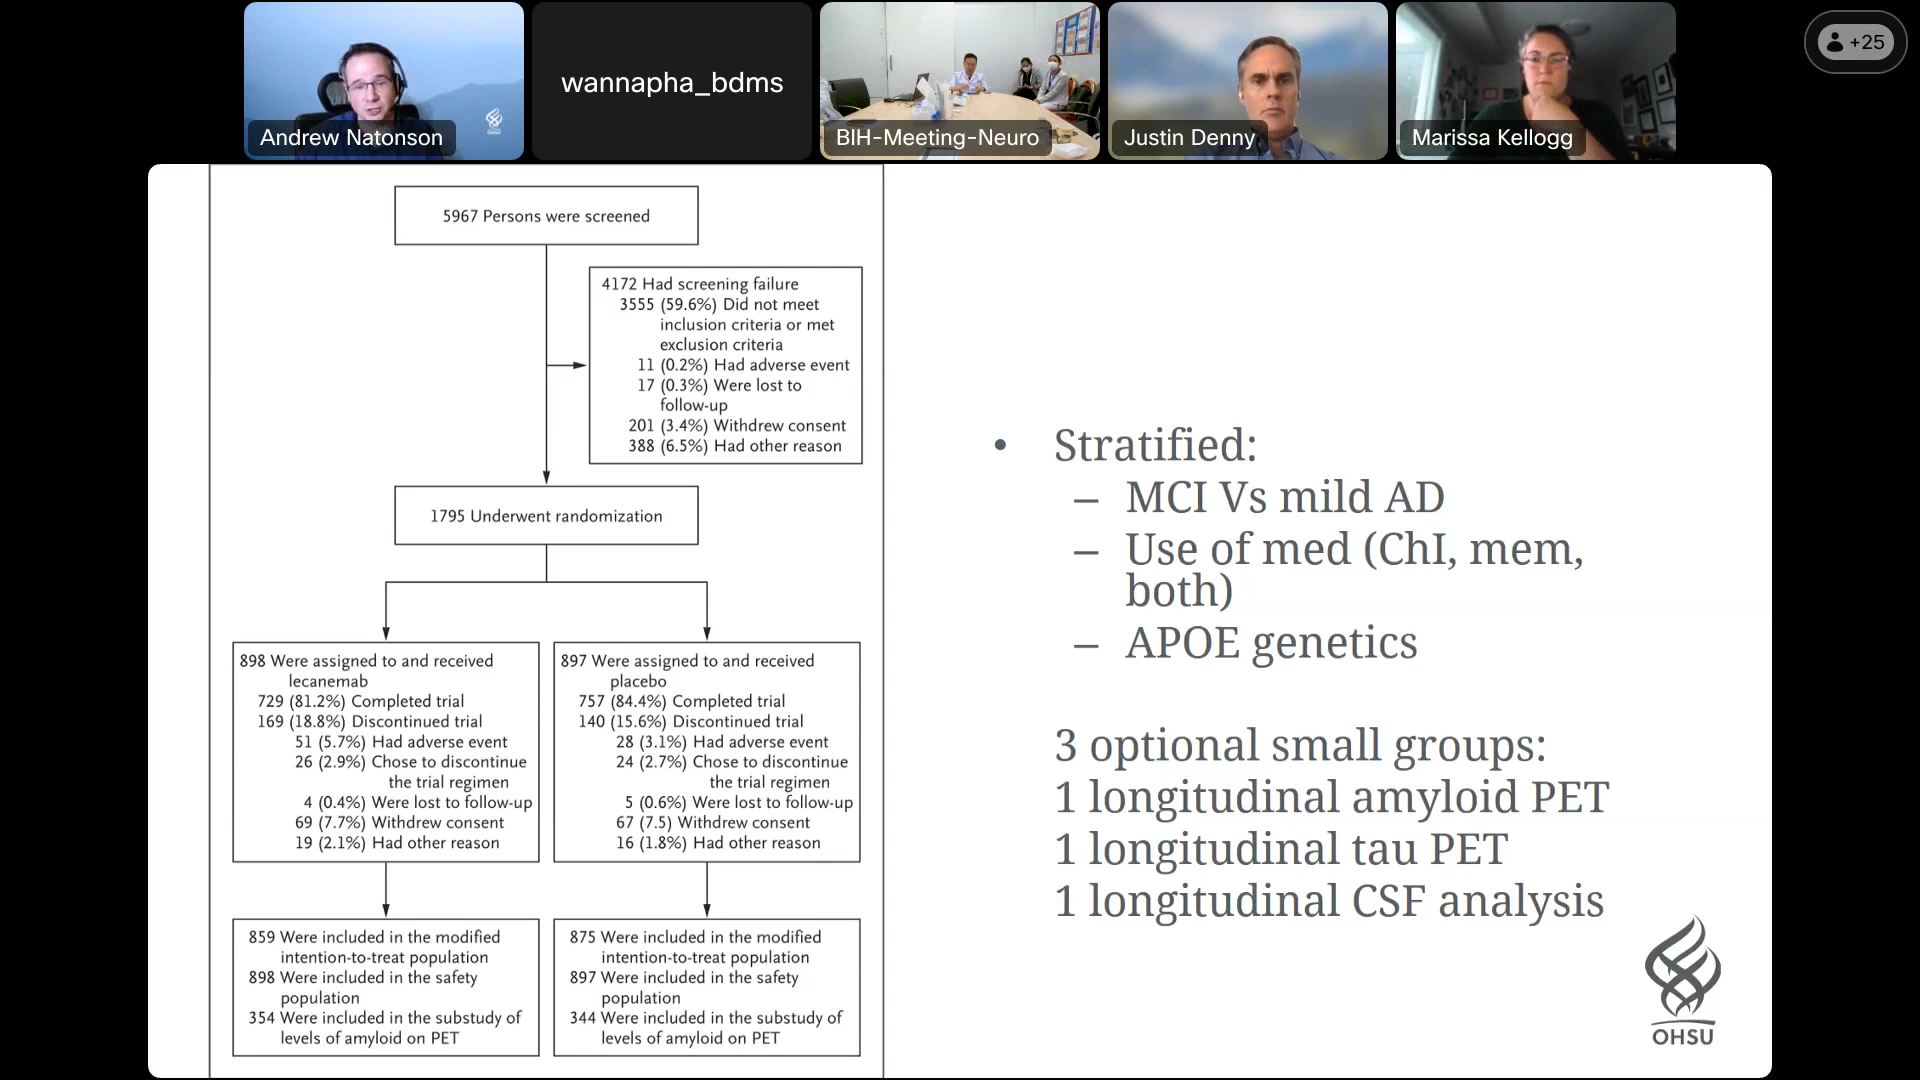 Andrew Natonson
wannapha_bdms
BIH-Meeting-Neuro
Justin Denny
Marissa Kellogg
+25
5967 Persons were screened
4172 Had screening failure
3555 (59.6%) Did not meet
inclusion criteria or met
exclusion criteria
11 (0.2%) Had adverse event
17 (0.3%) Were lost to
follow-up
201 (3.4%) Withdrew consent
388 (6.5%) Had other reason
1795 Underwent randomization
898 Were assigned to and received
lecanemab
729 (81.2%) Completed trial
169 (18.8%) Discontinued trial
51 (5.7%) Had adverse event
26 (2.9%) Chose to discontinue
the trial regimen
4 (0.4%) Were lost to follow-up
69 (7.7%) Withdrew consent
19 (2.1%) Had other reason
897 Were assigned to and received
placebo
757 (84.4%) Completed trial
140 (15.6%) Discontinued trial
28 (3.1%) Had adverse event
24 (2.7%) Chose to discontinue
the trial regimen
5 (0.6%) Were lost to follow-up
67 (7.5) Withdrew consent
16 (1.8%) Had other reason
859 Were included in the modified
intention-to-treat population
898 Were included in the safety
population
354 Were included in the substudy of
levels of amyloid on PET
875 Were included in the modified
intention-to-treat population
897 Were included in the safety
population
344 Were included in the substudy of
levels of amyloid on PET
• Stratified:
– MCI Vs mild AD
– Use of med (ChI, mem,
both)
– APOE genetics
3 optional small groups:
1 longitudinal amyloid PET
1 longitudinal tau PET
1 longitudinal CSF analysis
OHSU